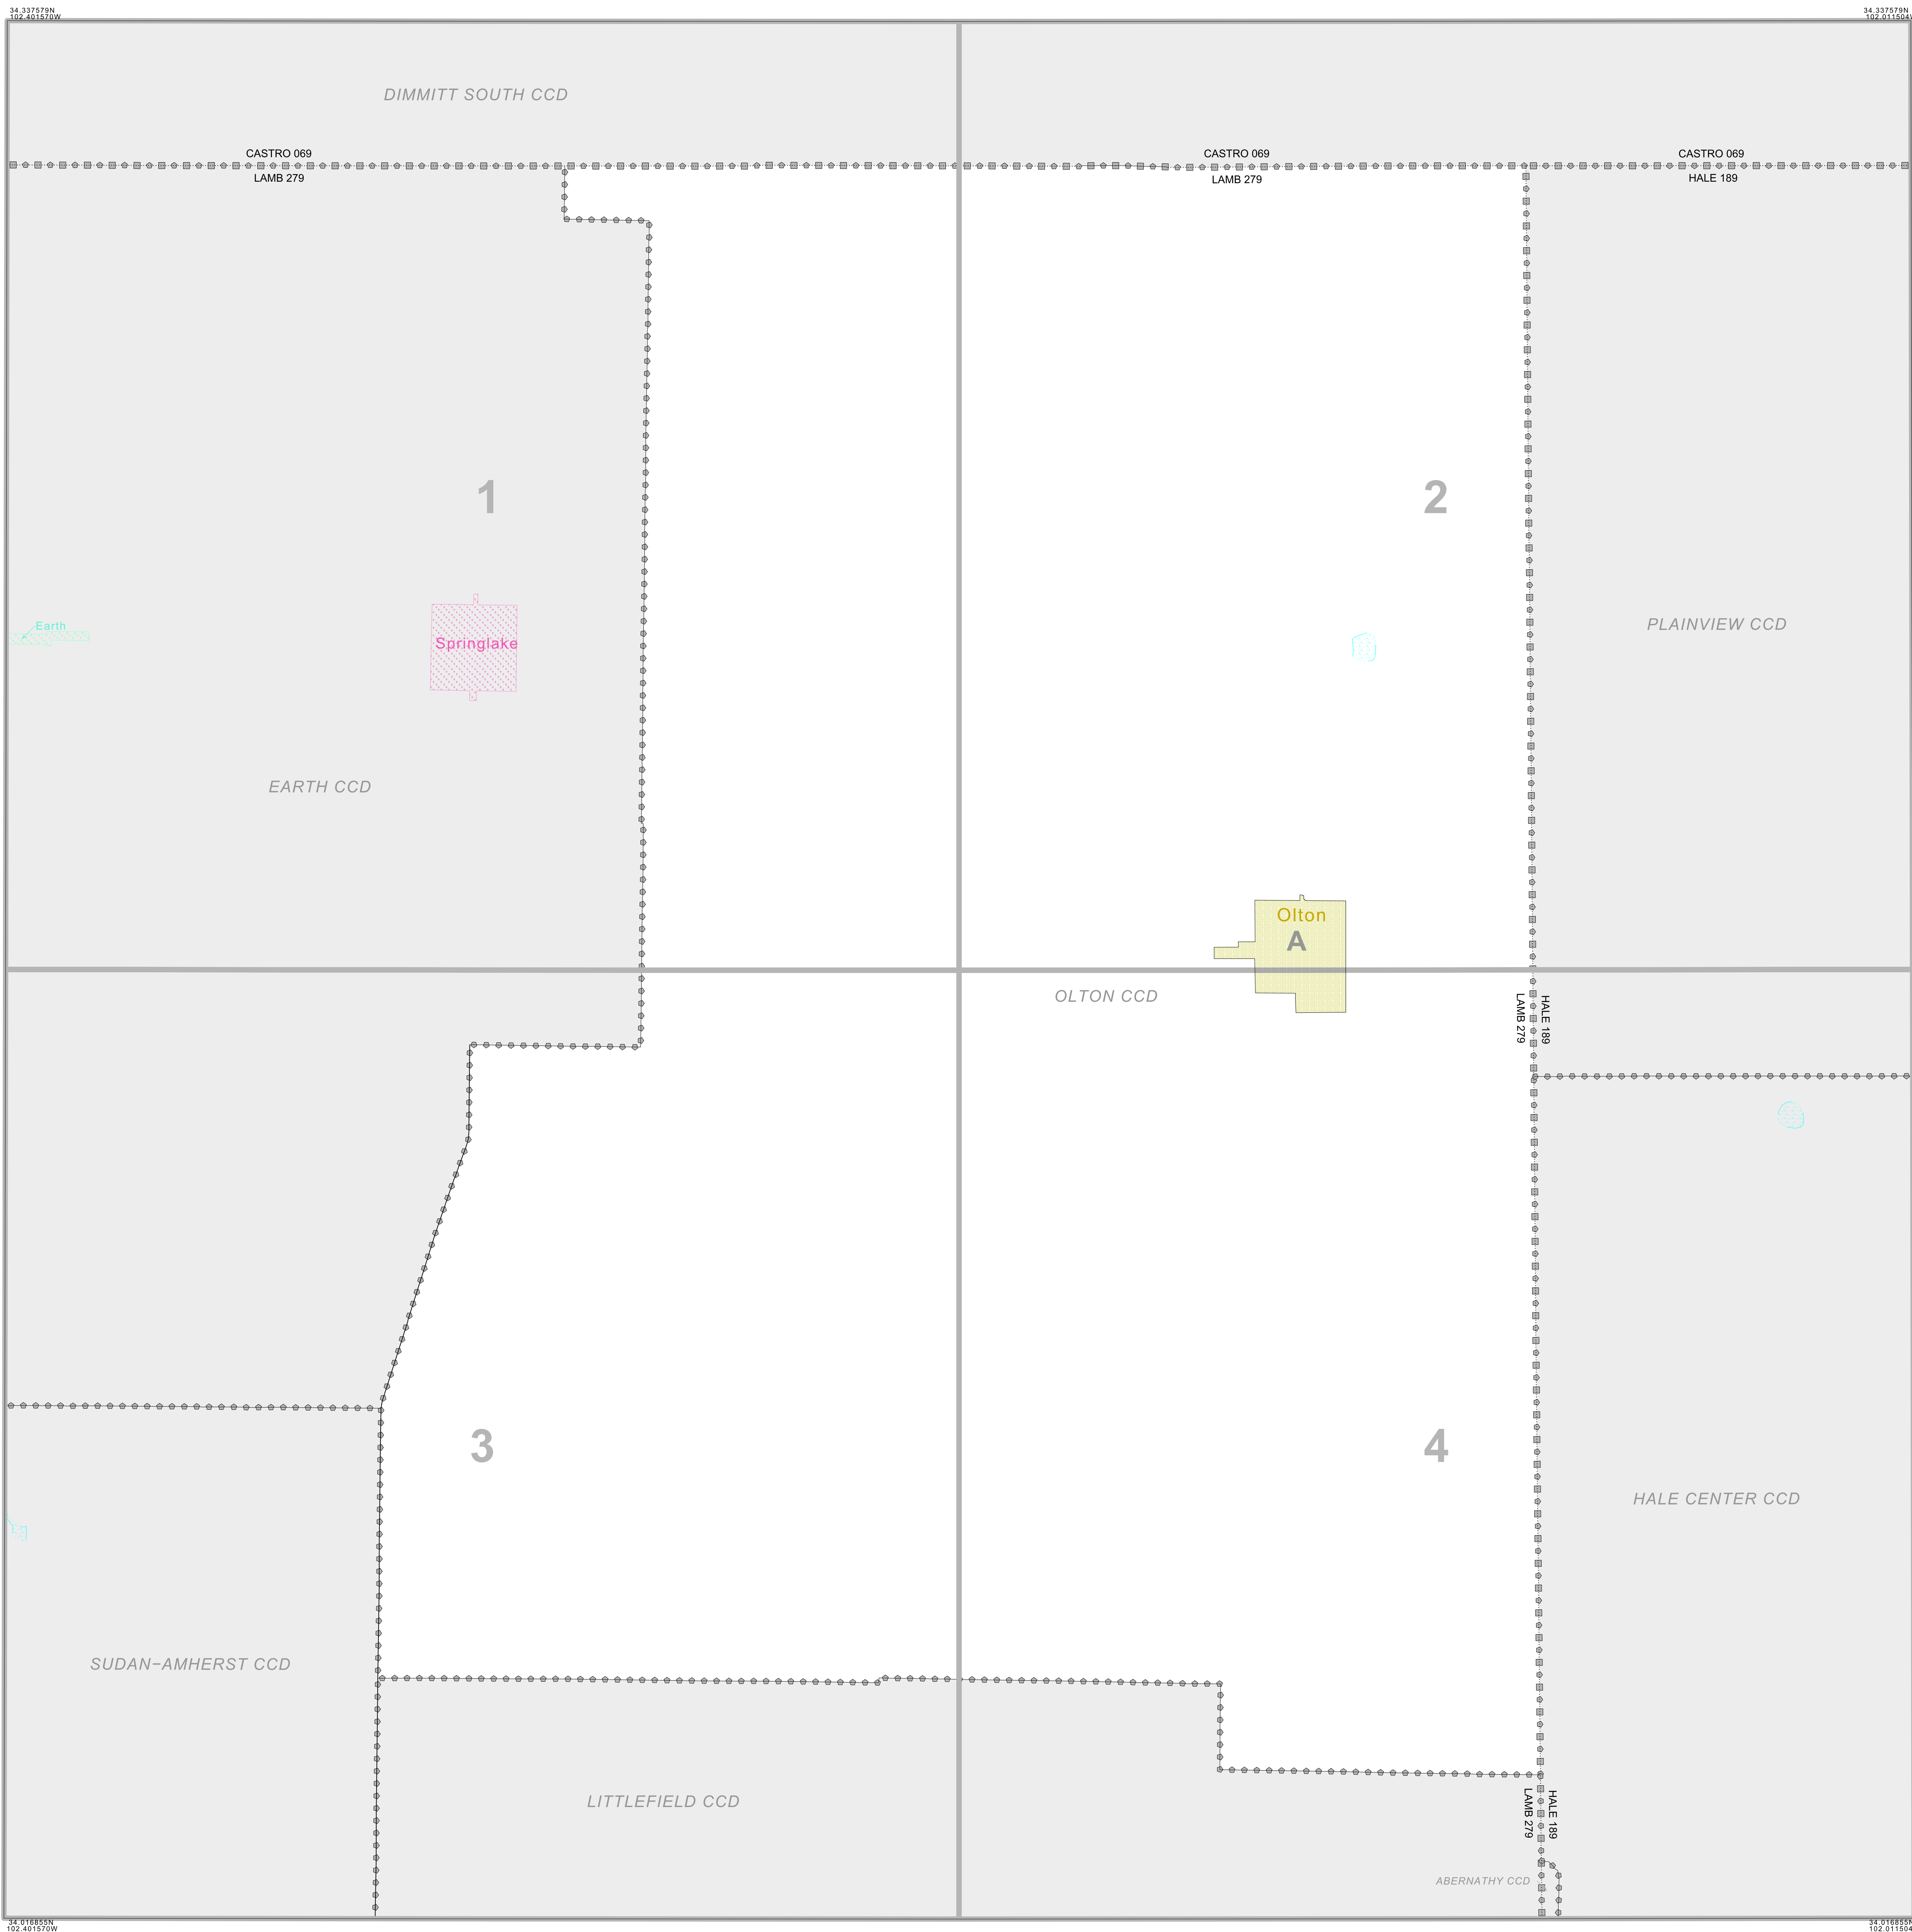 34.337579N
102.401570W
34.337579N
102.011504W
DIMMITT SOUTH CCD
CASTRO 069
LAMB 279
CASTRO 069
LAMB 279
CASTRO 069
HALE 189
1
2
Earth
Springlake
PLAINVIEW CCD
EARTH CCD
Olton
A
OLTON CCD
LAMB 279
HALE 189
3
4
HALE CENTER CCD
SUDAN-AMHERST CCD
LITTLEFIELD CCD
LAMB 279
HALE 189
ABERNATHY CCD
34.016855N
102.401570W
34.016855N
102.011504W